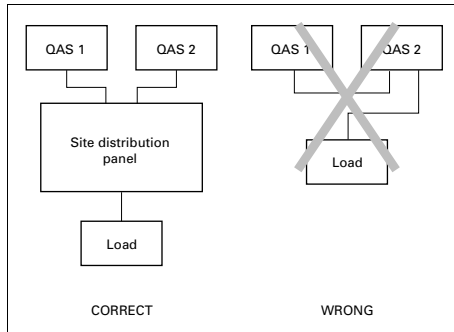 QAS 1
QAS 2
Site distribution
panel
Load
CORRECT
QAS 1
QAS 2
Load
WRONG